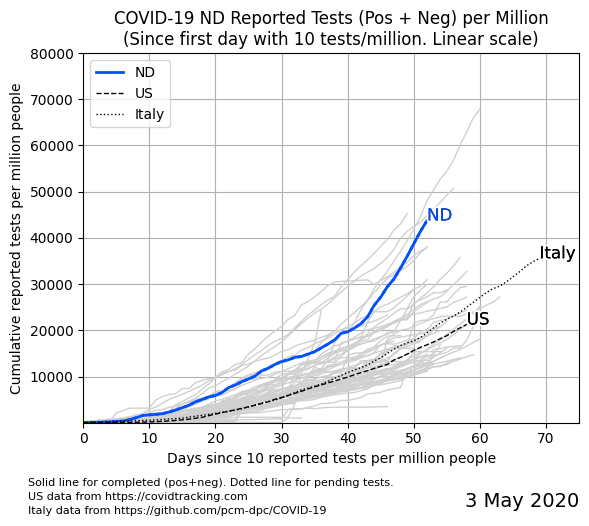 COVID-19 ND Reported Tests (Pos + Neg) per Million
(Since first day with 10 tests/million. Linear scale)
Cumulative reported tests per million people
80000
70000
60000
50000
40000
30000
20000
10000
ND
US
Italy
ND
Italy
US
0 10 20 30 40 50 60 70
Days since 10 reported tests per million people
Solid line for completed (pos+neg). Dotted line for pending tests.
US data from https://covidtracking.com
Italy data from https://github.com/pcm-dpc/COVID-19
3 May 2020